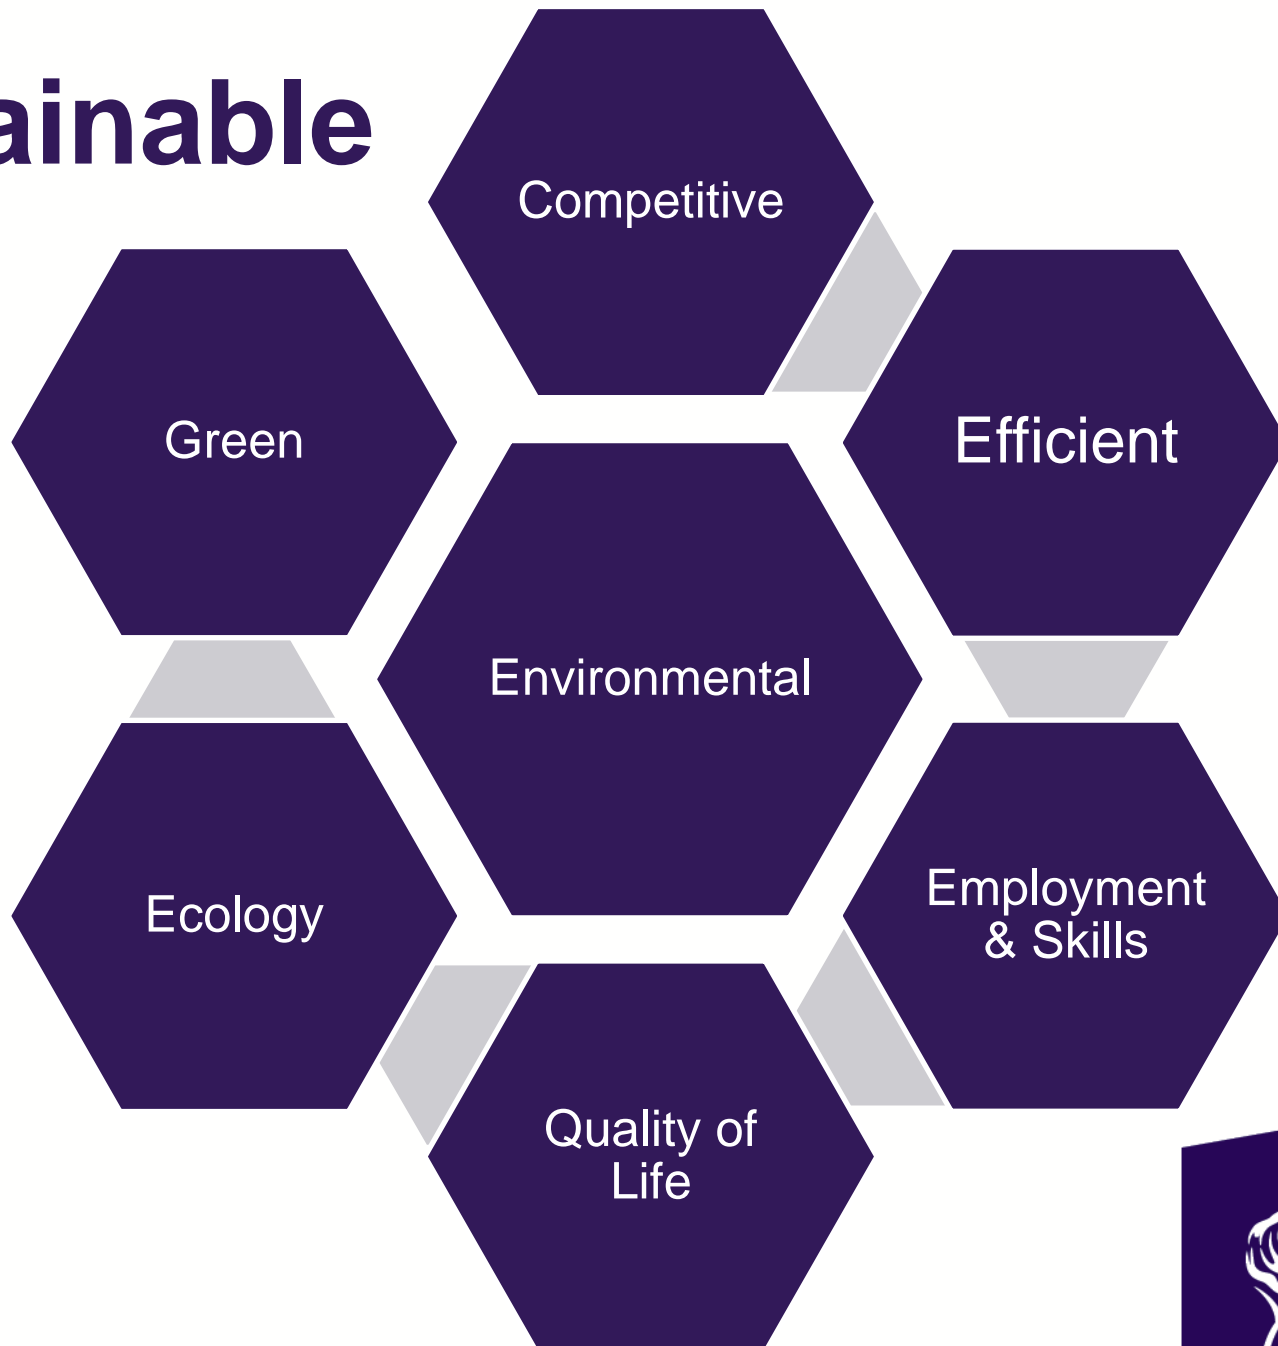 ainable
Competitive
Green
Efficient
Environmental
Ecology
Employment
& Skills
Quality of
Life